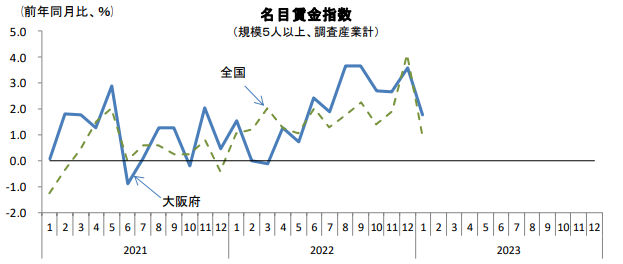 (前年同月比、%)
名目賃金指数
(規模5人以上、調査産業計)
5.0
4.0
3.0
2.0
1.0
0.0
-1.0
-2.0
全国
大阪府
1 2 3 4 5 6 7 8 9 10 11 12 1 2 3 4 5 6 7 8 9 10 11 12 1 2 3 4 5 6 7 8 9 10 11 12
2021 2022 2023